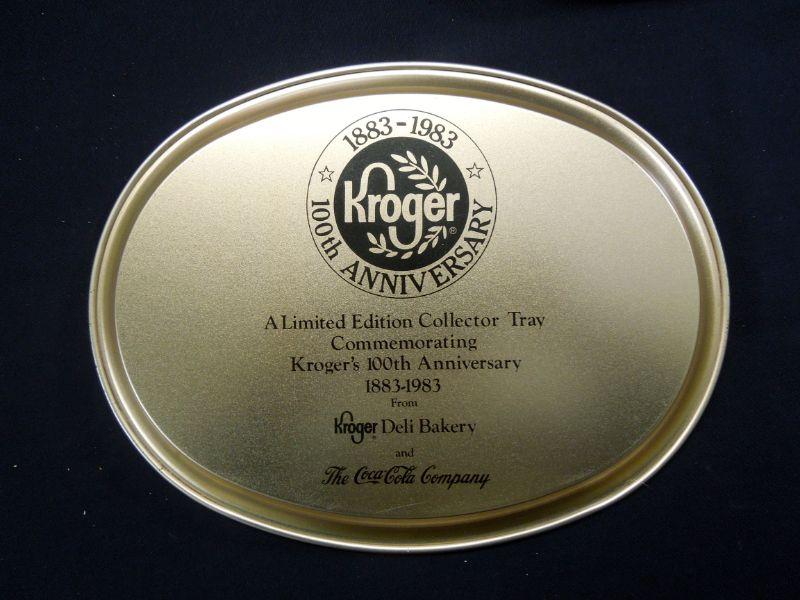 1883-1983
Kroger®
100th ANNIVERSARY
A Limited Edition Collector Tray
Commemorating
Kroger's 100th Anniversary
1883-1983
From
Kroger® Deli Bakery
and
The Coca-Cola Company